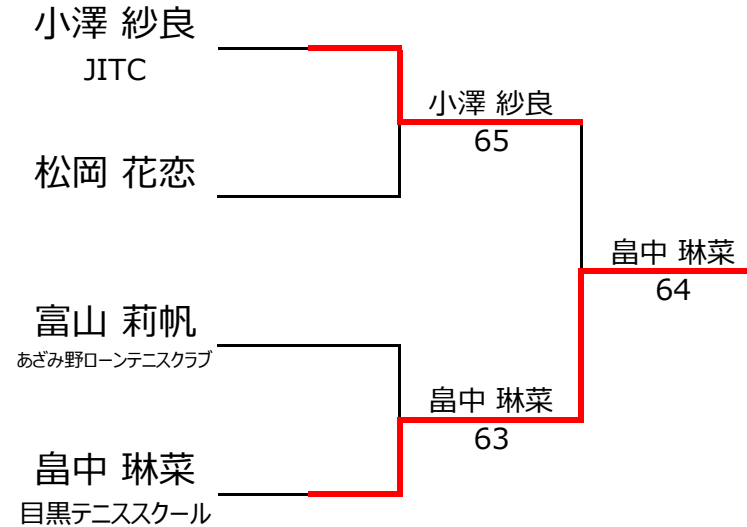 小澤 紗良
JITC
小澤 紗良
65
松岡 花恋
畠中 琳菜
64
富山 莉帆
あざみ野ローンテニスクラブ
畠中 琳菜
63
畠中 琳菜
目黒テニススクール